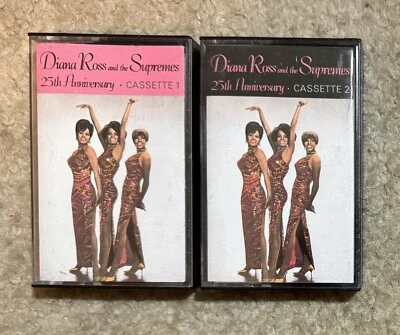 Diana Ross and the Supremes
25th Anniversary · CASSETTE 1
Diana Ross and the Supremes
25th Anniversary · CASSETTE 2